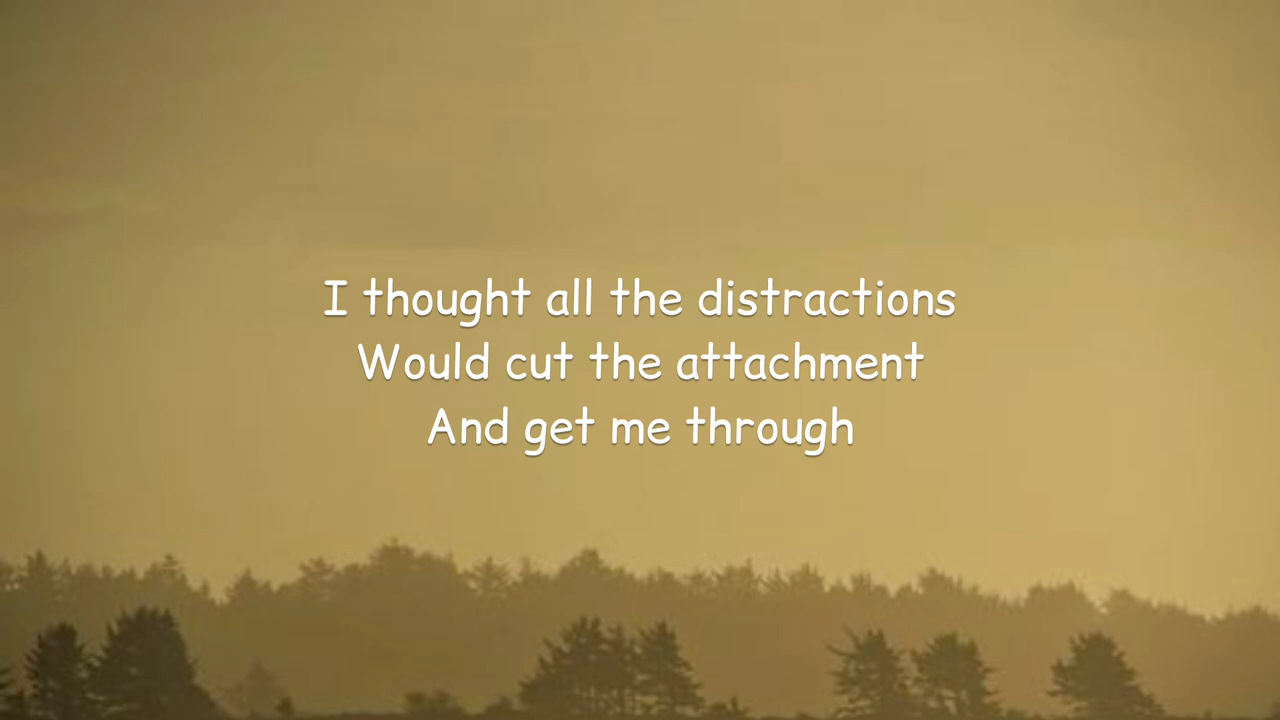 I thought all the distractions
Would cut the attachment
And get me through